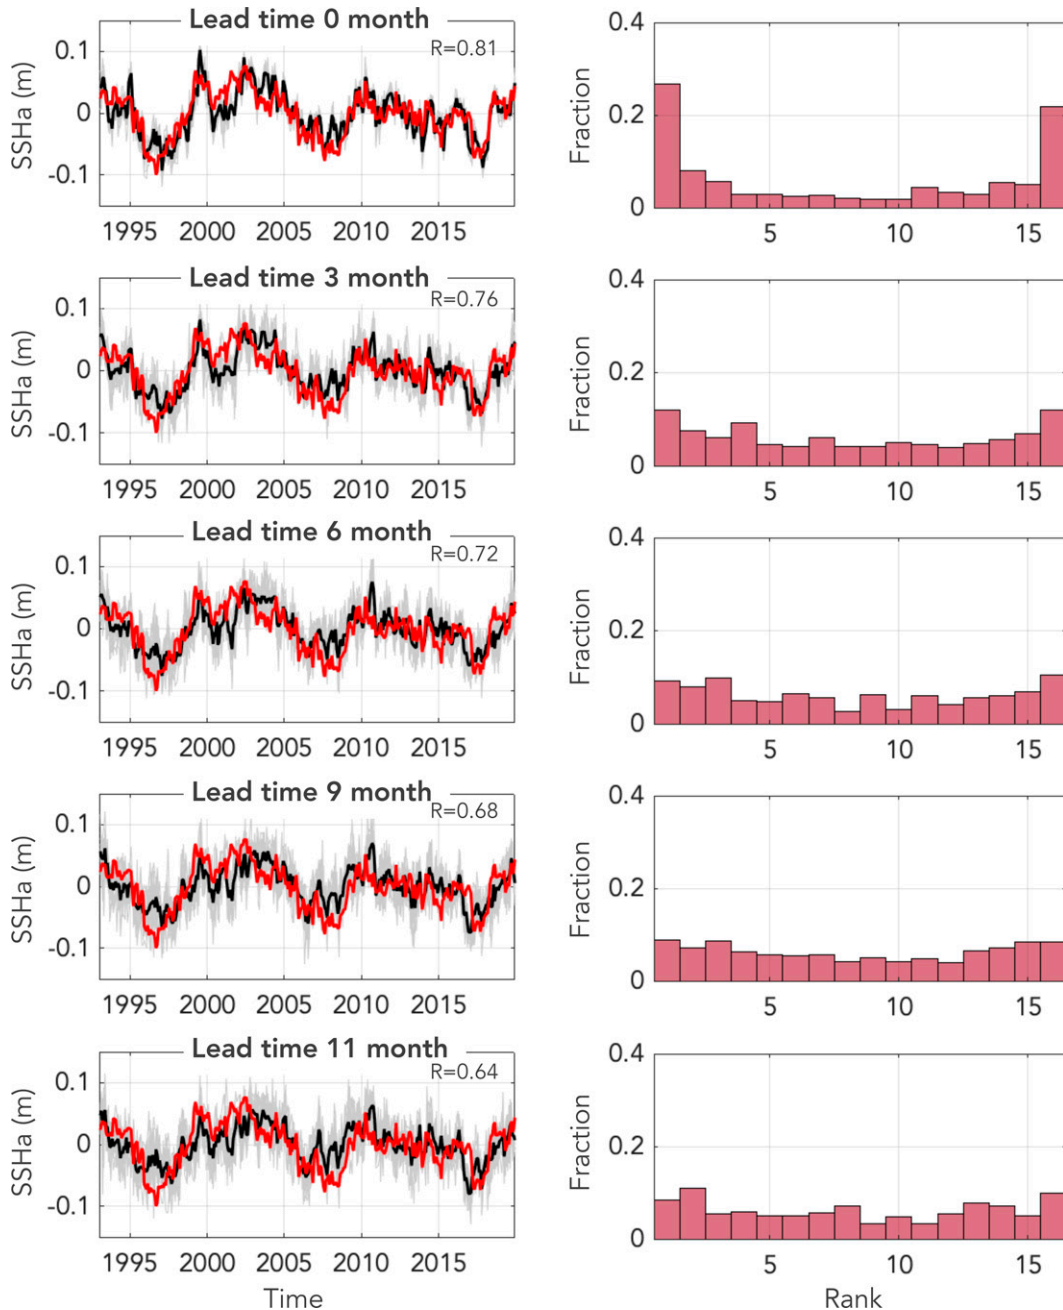 Lead time 0 month
R=0.81
SSHa (m)
0.1
0
-0.1
1995 2000 2005 2010 2015
Fraction
0.4
0.2
0
5 10 15
Lead time 3 month
R=0.76
SSHa (m)
0.1
0
-0.1
1995 2000 2005 2010 2015
Fraction
0.4
0.2
0
5 10 15
Lead time 6 month
R=0.72
SSHa (m)
0.1
0
-0.1
1995 2000 2005 2010 2015
Fraction
0.4
0.2
0
5 10 15
Lead time 9 month
R=0.68
SSHa (m)
0.1
0
-0.1
1995 2000 2005 2010 2015
Fraction
0.4
0.2
0
5 10 15
Lead time 11 month
R=0.64
SSHa (m)
0.1
0
-0.1
1995 2000 2005 2010 2015
Time
Fraction
0.4
0.2
0
5 10 15
Rank